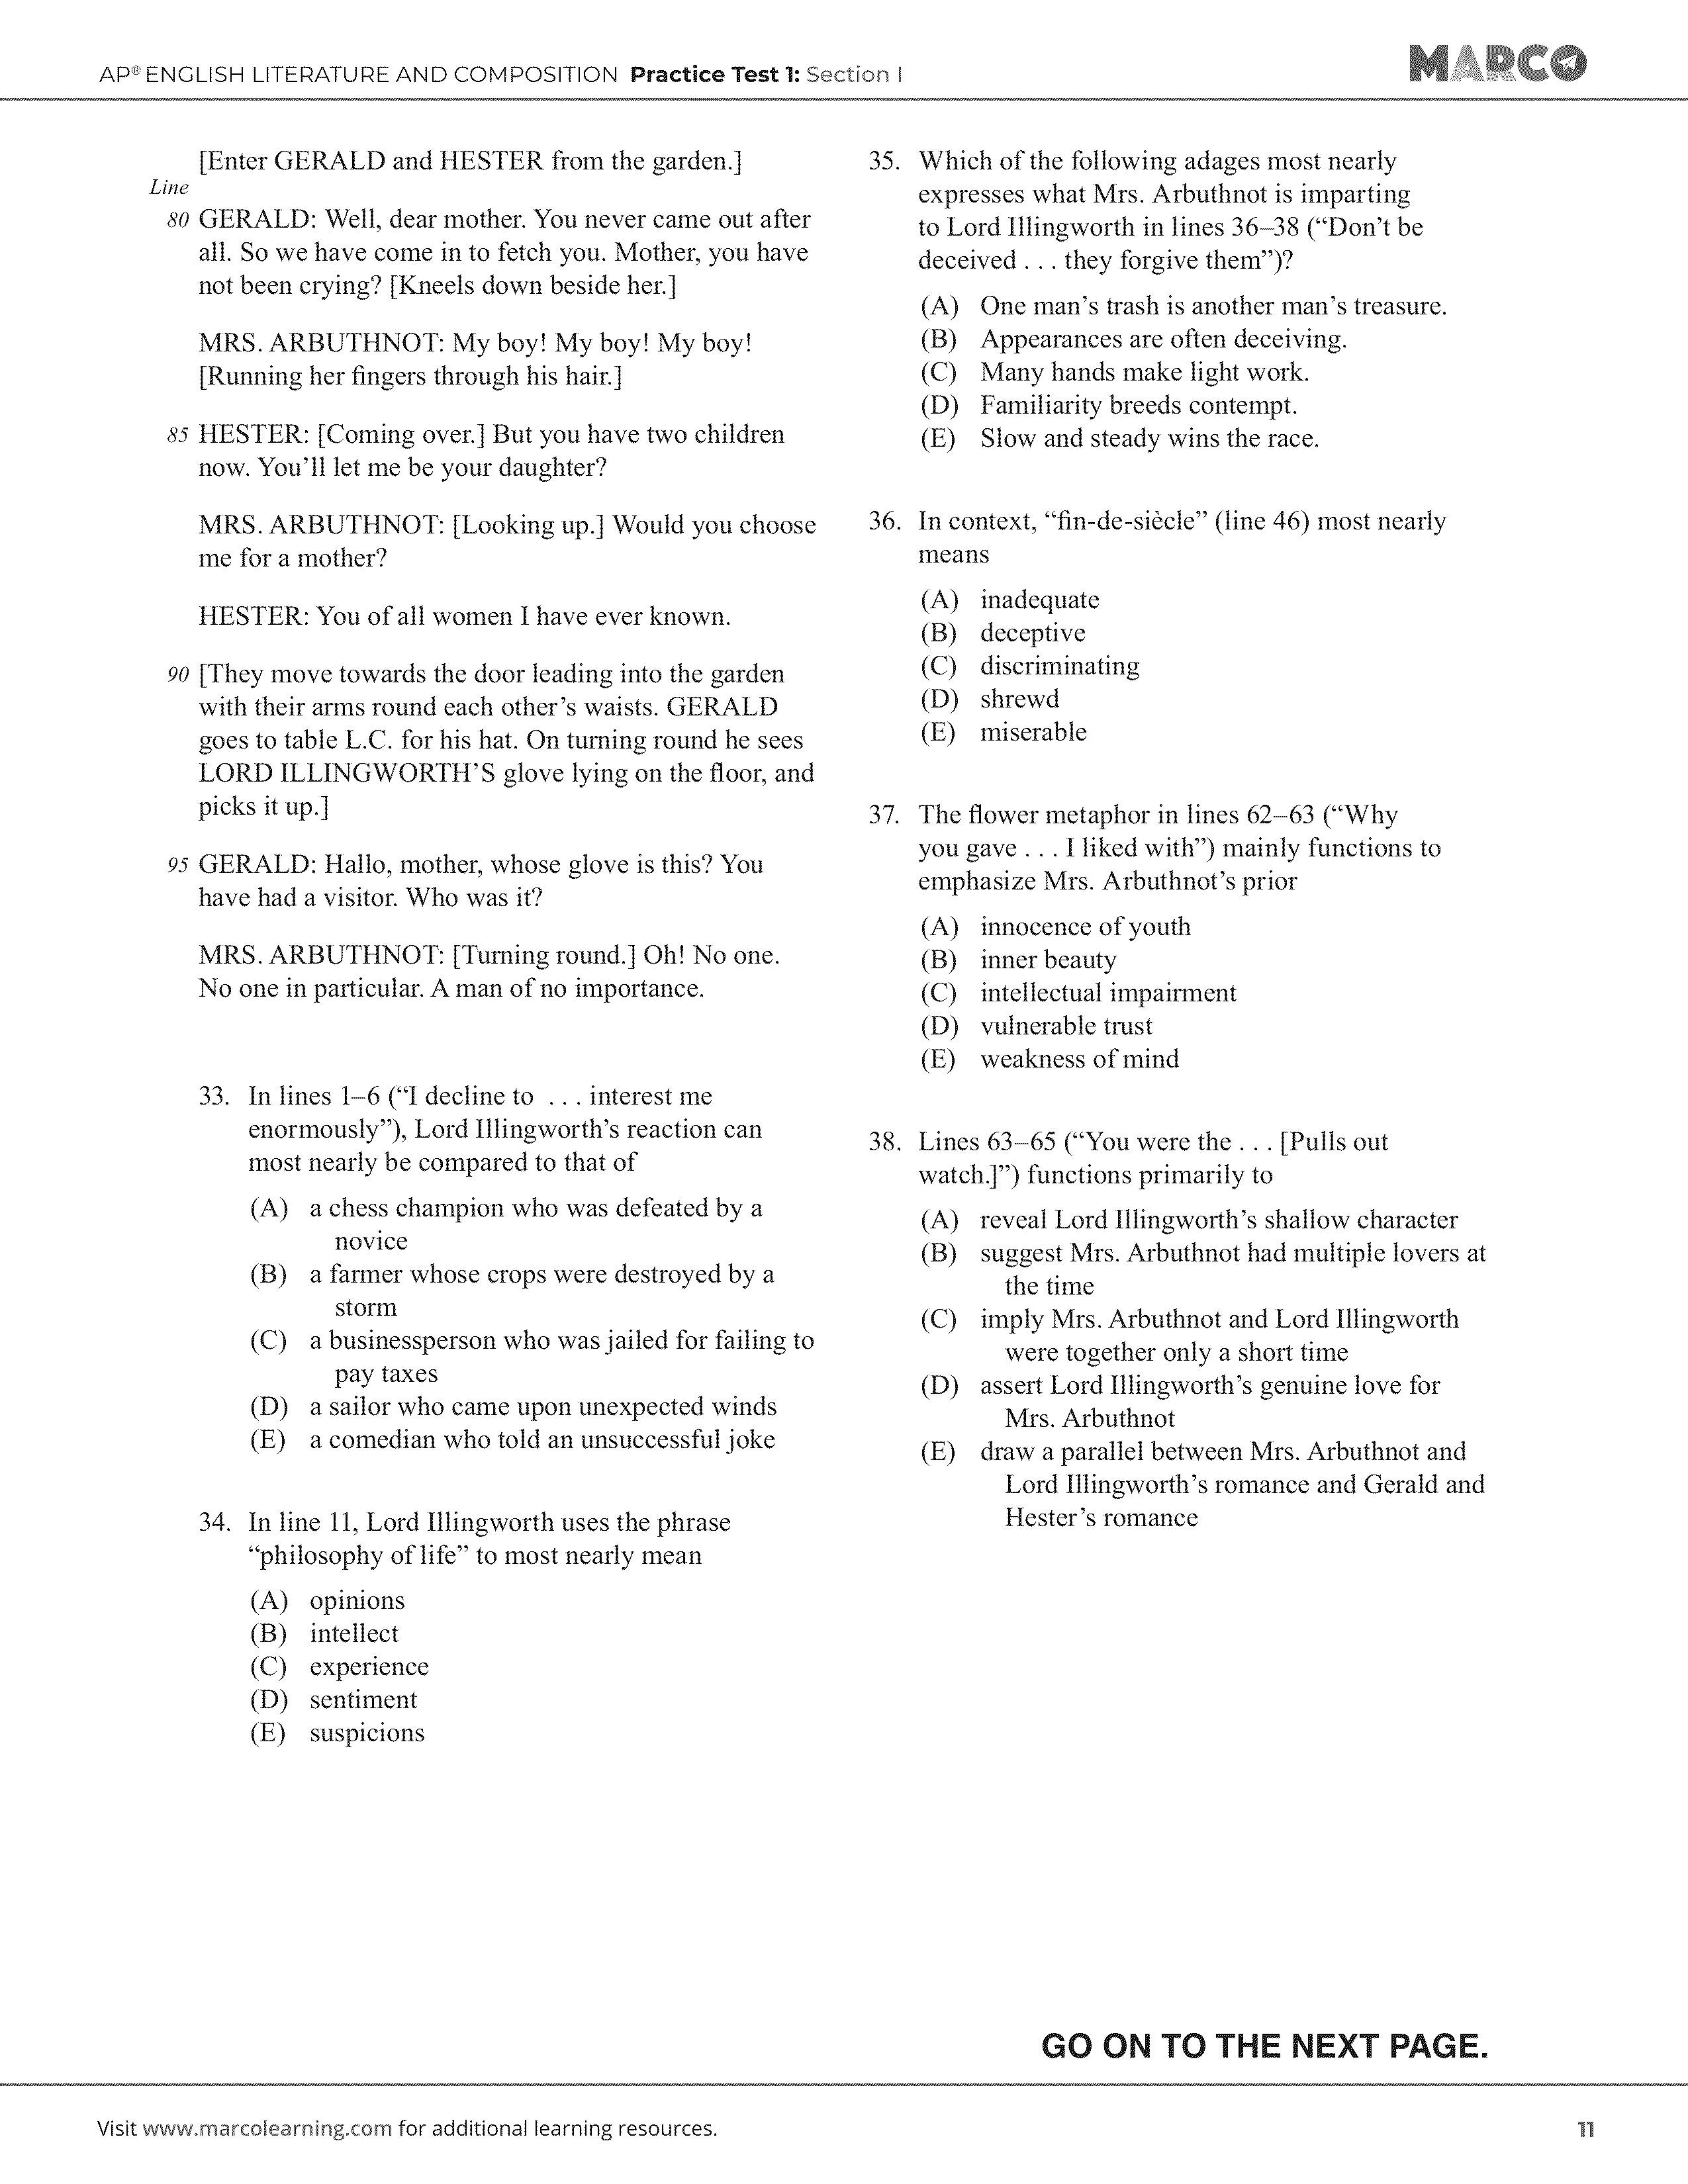 AP® ENGLISH LITERATURE AND COMPOSITION Practice Test 1: Section I
MARCO
[Enter GERALD and HESTER from the garden.]
Line
80 GERALD: Well, dear mother. You never came out after
all. So we have come in to fetch you. Mother, you have
not been crying? [Kneels down beside her.]
MRS. ARBUTHNOT: My boy! My boy! My boy!
[Running her fingers through his hair.]
85 HESTER: [Coming over.] But you have two children
now. You’ll let me be your daughter?
MRS. ARBUTHNOT: [Looking up.] Would you choose
me for a mother?
HESTER: You of all women I have ever known.
90 [They move towards the door leading into the garden
with their arms round each other’s waists. GERALD
goes to table L.C. for his hat. On turning round he sees
LORD ILLINGWORTH’S glove lying on the floor, and
picks it up.]
95 GERALD: Hallo, mother, whose glove is this? You
have had a visitor. Who was it?
MRS. ARBUTHNOT: [Turning round.] Oh! No one.
No one in particular. A man of no importance.
33. In lines 1–6 (“I decline to . . . interest me
enormously”), Lord Illingworth’s reaction can
most nearly be compared to that of
(A) a chess champion who was defeated by a
novice
(B) a farmer whose crops were destroyed by a
storm
(C) a businessperson who was jailed for failing to
pay taxes
(D) a sailor who came upon unexpected winds
(E) a comedian who told an unsuccessful joke
34. In line 11, Lord Illingworth uses the phrase
“philosophy of life” to most nearly mean
(A) opinions
(B) intellect
(C) experience
(D) sentiment
(E) suspicions
35. Which of the following adages most nearly
expresses what Mrs. Arbuthnot is imparting
to Lord Illingworth in lines 36–38 (“Don’t be
deceived . . . they forgive them”)?
(A) One man’s trash is another man’s treasure.
(B) Appearances are often deceiving.
(C) Many hands make light work.
(D) Familiarity breeds contempt.
(E) Slow and steady wins the race.
36. In context, “fin-de-siècle” (line 46) most nearly
means
(A) inadequate
(B) deceptive
(C) discriminating
(D) shrewd
(E) miserable
37. The flower metaphor in lines 62–63 (“Why
you gave . . . I liked with”) mainly functions to
emphasize Mrs. Arbuthnot’s prior
(A) innocence of youth
(B) inner beauty
(C) intellectual impairment
(D) vulnerable trust
(E) weakness of mind
38. Lines 63–65 (“You were the . . . [Pulls out
watch.]”) functions primarily to
(A) reveal Lord Illingworth’s shallow character
(B) suggest Mrs. Arbuthnot had multiple lovers at
the time
(C) imply Mrs. Arbuthnot and Lord Illingworth
were together only a short time
(D) assert Lord Illingworth’s genuine love for
Mrs. Arbuthnot
(E) draw a parallel between Mrs. Arbuthnot and
Lord Illingworth’s romance and Gerald and
Hester’s romance
GO ON TO THE NEXT PAGE.
Visit www.marcolearning.com for additional learning resources.
11